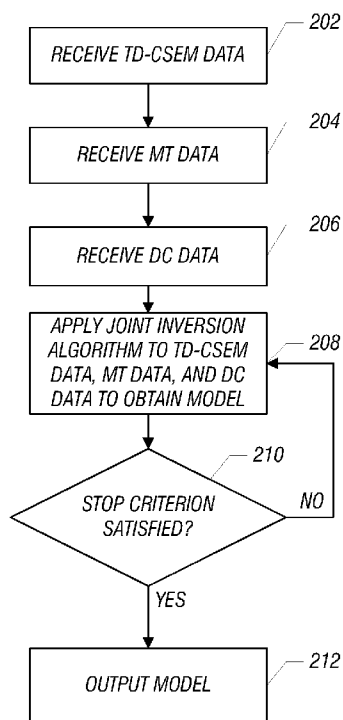 202
RECEIVE TD-CSEM DATA
204
RECEIVE MT DATA
206
RECEIVE DC DATA
APPLY JOINT INVERSION
ALGORITHM TO TD-CSEM
DATA, MT DATA, AND DC
DATA TO OBTAIN MODEL
208
210
STOP CRITERION
SATISFIED?
NO
YES
212
OUTPUT MODEL